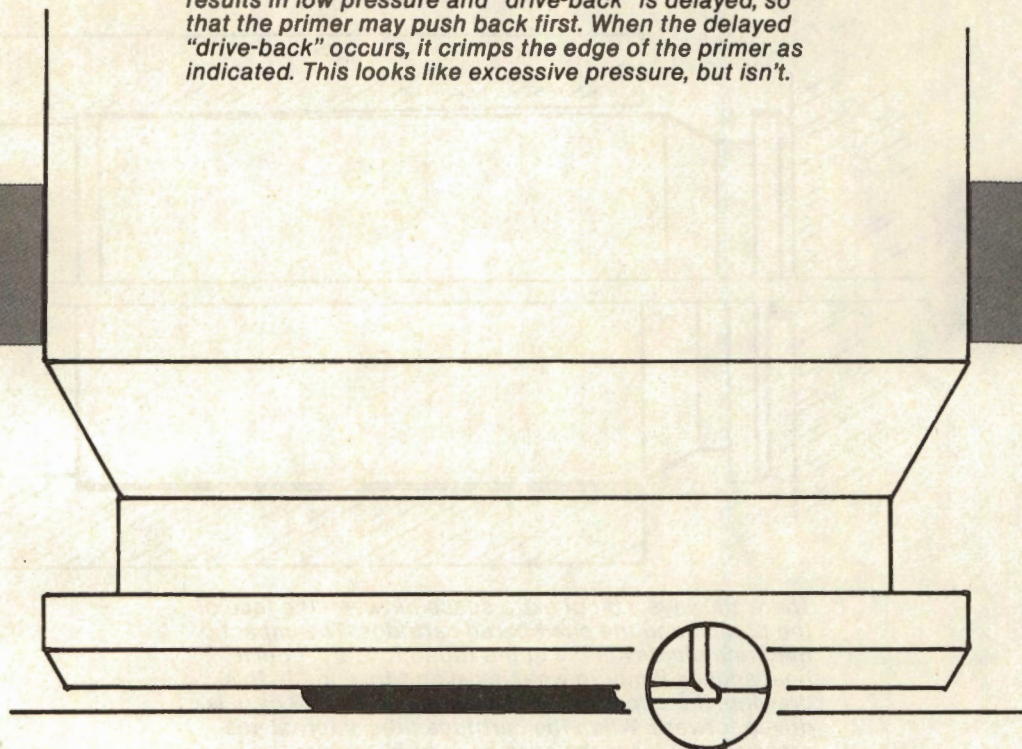 results in low pressure and "drive-back" is delayed, so
that the primer may push back first. When the delayed
“drive-back” occurs, it crimps the edge of the primer as
indicated. This looks like excessive pressure, but isn't.